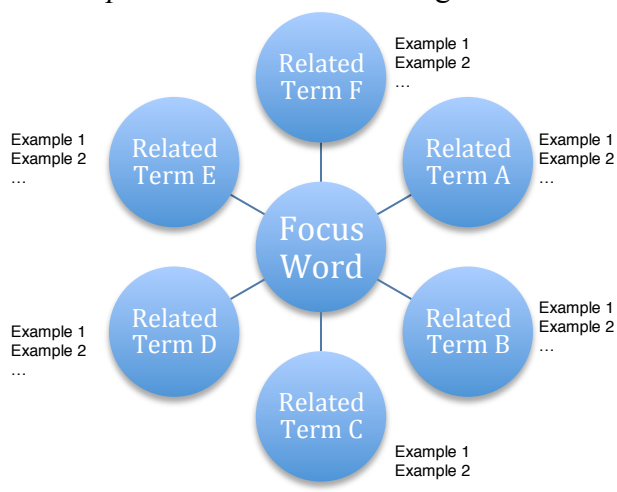 Related
Term F
Example 1
Example 2
…
Related
Term A
Example 1
Example 2
…
Related
Term B
Example 1
Example 2
…
Related
Term C
Example 1
Example 2
Related
Term D
Example 1
Example 2
…
Related
Term E
Example 1
Example 2
…
Focus
Word